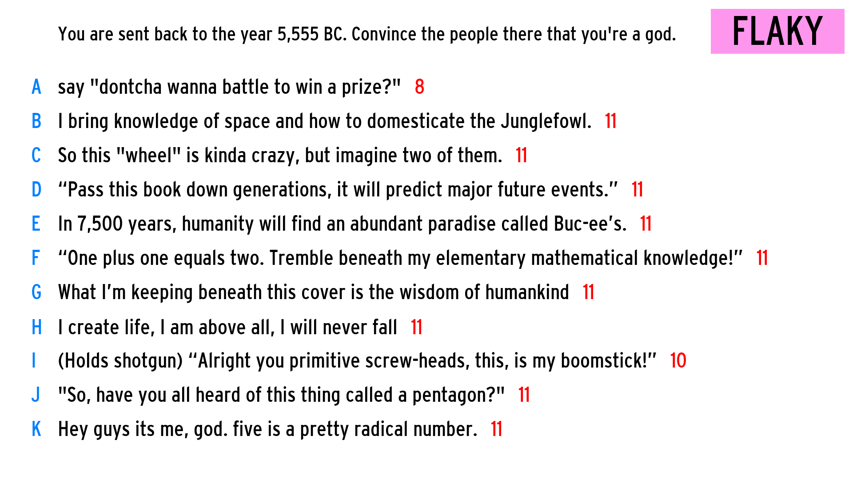 You are sent back to the year 5,555 BC. Convince the people there that you're a god.
FLAKY
A say "dontcha wanna battle to win a prize?" 8
B I bring knowledge of space and how to domesticate the Junglefowl. 11
C So this "wheel" is kinda crazy, but imagine two of them. 11
D “Pass this book down generations, it will predict major future events.” 11
E In 7,500 years, humanity will find an abundant paradise called Buc-ee’s. 11
F “One plus one equals two. Tremble beneath my elementary mathematical knowledge!” 11
G What I’m keeping beneath this cover is the wisdom of humankind 11
H I create life, I am above all, I will never fall 11
I (Holds shotgun) “Alright you primitive screw-heads, this, is my boomstick!” 10
J "So, have you all heard of this thing called a pentagon?" 11
K Hey guys its me, god. five is a pretty radical number. 11